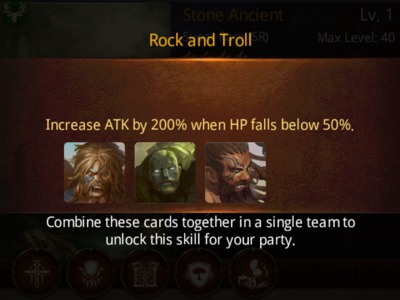 Stone Ancient
Lv. 1
Rock and Troll
Max Level: 40
Increase ATK by 200% when HP falls below 50%.
Combine these cards together in a single team to
unlock this skill for your party.